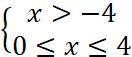 x > −4
0 ≤ x ≤ 4